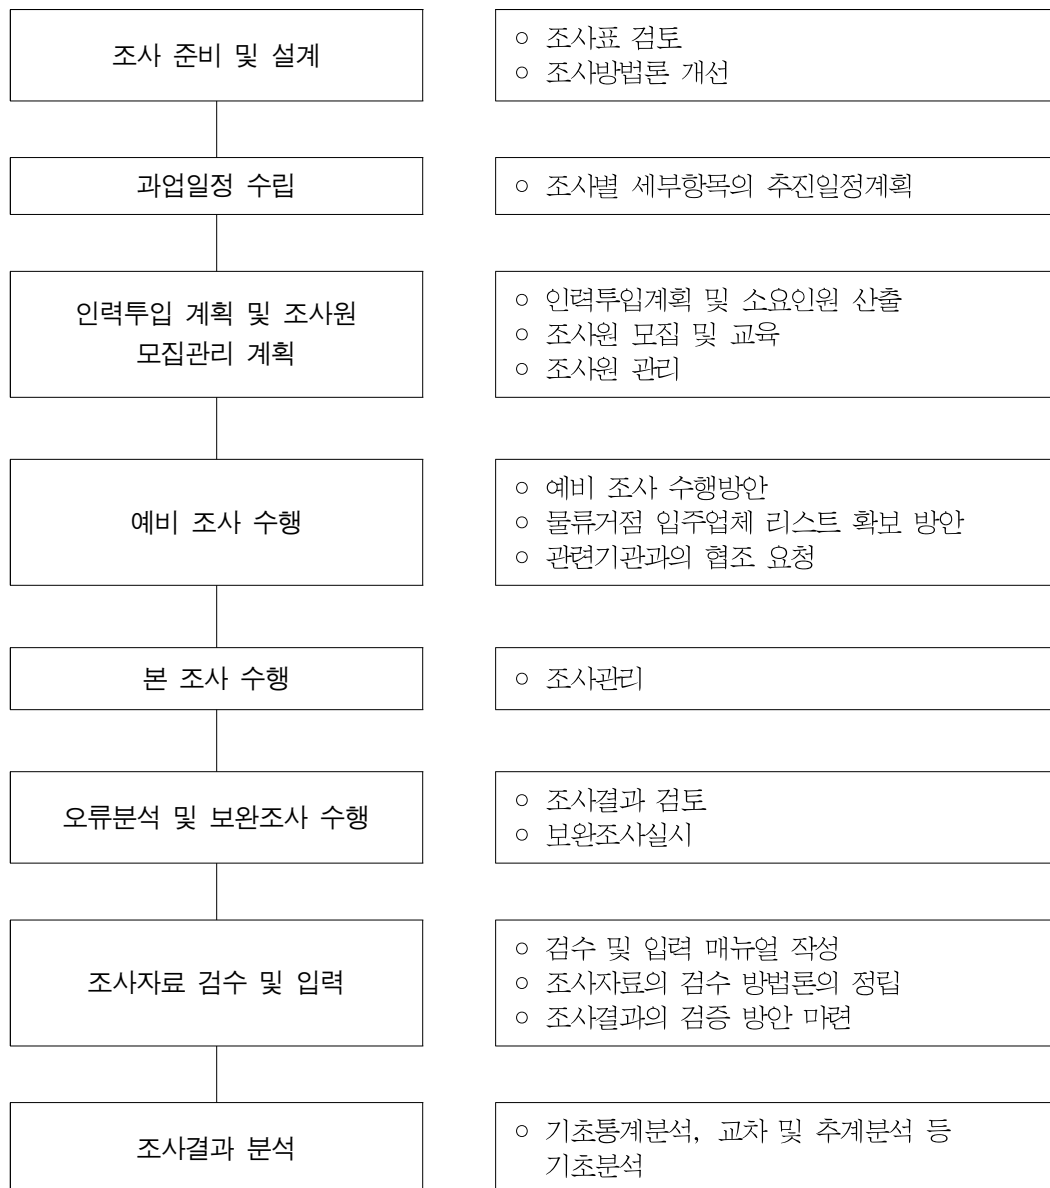 조사 준비 및 설계
○ 조사표 검토
○ 조사방법론 개선
과업일정 수립
○ 조사별 세부항목의 추진일정계획
인력투입 계획 및 조사원
모집관리 계획
○ 인력투입계획 및 소요인원 산출
○ 조사원 모집 및 교육
○ 조사원 관리
예비 조사 수행
○ 예비 조사 수행방안
○ 물류거점 입주업체 리스트 확보 방안
○ 관련기관과의 협조 요청
본 조사 수행
○ 조사관리
오류분석 및 보완조사 수행
○ 조사결과 검토
○ 보완조사실시
조사자료 검수 및 입력
○ 검수 및 입력 매뉴얼 작성
○ 조사자료의 검수 방법론의 정립
○ 조사결과의 검증 방안 마련
조사결과 분석
○ 기초통계분석, 교차 및 추계분석 등
기초분석